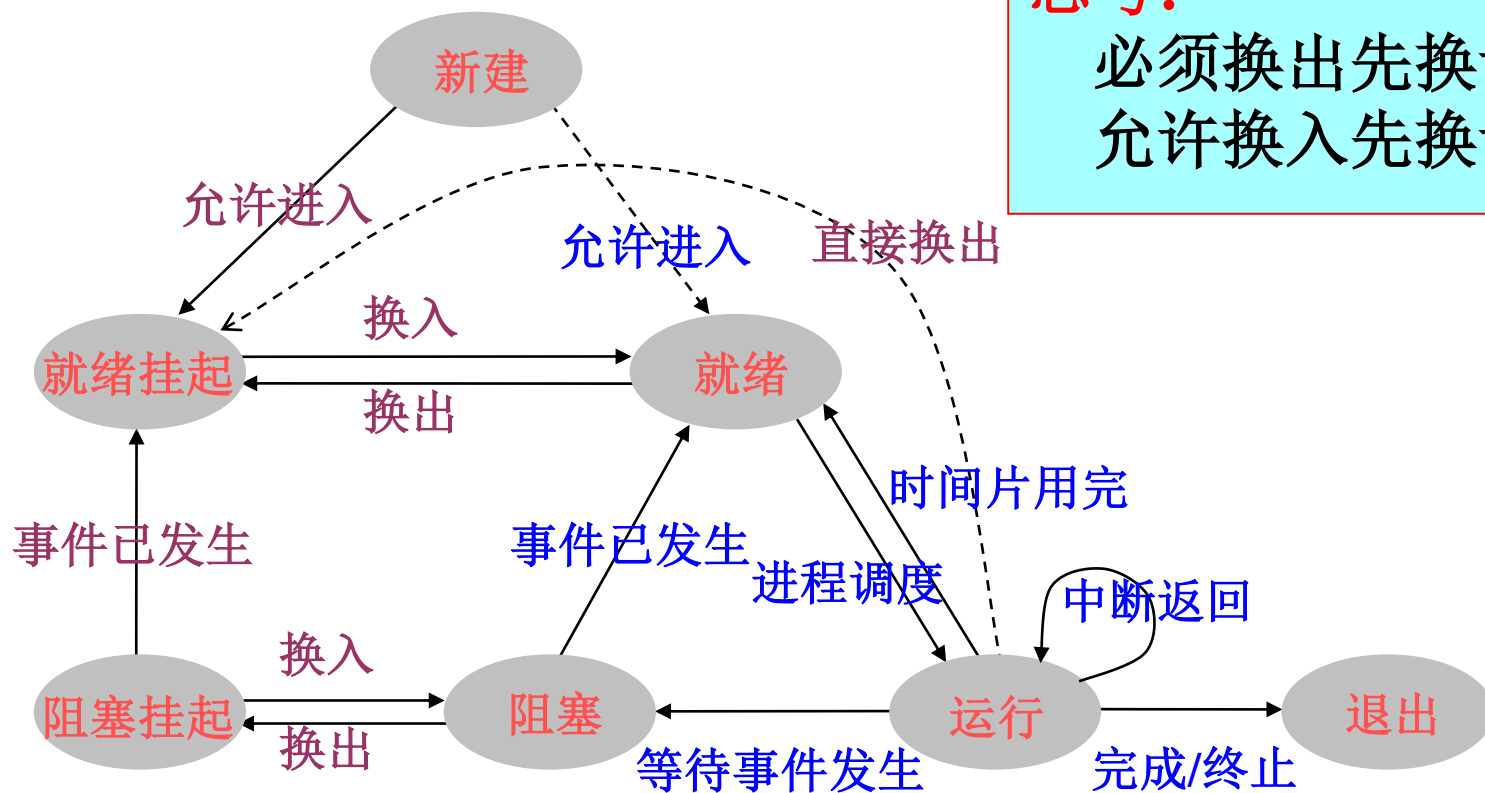 必须换出先换
允许换入先换
新建
允许进入
允许进入
直接换出
换入
就绪挂起
就绪
换出
时间片用完
事件已发生
事件已发生
进程调度
中断返回
换入
阻塞挂起
阻塞
运行
退出
换出
等待事件发生
完成/终止